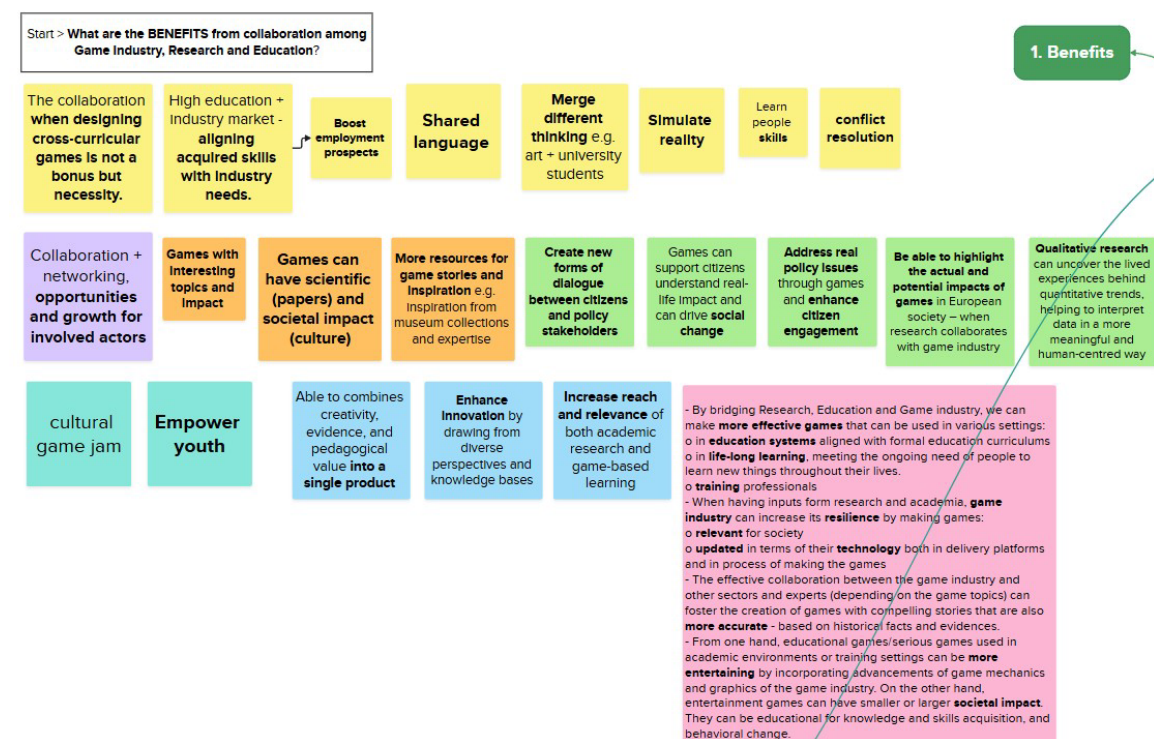 Start > What are the BENEFITS from collaboration among
Game Industry, Research and Education?
1. Benefits
The collaboration
when designing
cross-curricular
games is not a
bonus but
necessity.
High education +
Industry market -
aligning
acquired skills
with industry
needs.
Boost
employment
prospects
Shared
language
Merge
different
thinking e.g.
art + university
students
Simulate
reality
Learn
people
skills
conflict
resolution
Collaboration +
networking,
opportunities
and growth for
involved actors
Games with
interesting
topics and
impact
Games can
have scientific
(papers) and
societal impact
(culture)
More resources for
game stories and
inspiration e.g.
inspiration from
museum collections
and expertise
Create new
forms of
dialogue
between citizens
and policy
stakeholders
Games can
support citizens
understand real-
life impact and
can drive social
change
Address real
policy issues
through games
and enhance
citizen
engagement
Be able to highlight
the actual and
potential impacts of
games in European
society – when
research collaborates
with game industry
Qualitative research
can uncover the lived
experiences behind
quantitative trends,
helping to interpret
data in a more
meaningful and
human-centred way
cultural
game jam
Empower
youth
Able to combines
creativity,
evidence, and
pedagogical
value into a
single product
Enhance
innovation by
drawing from
diverse
perspectives and
knowledge bases
Increase reach
and relevance of
both academic
research and
game-based
learning
- By bridging Research, Education and Game industry, we can
make more effective games that can be used in various settings:
o in education systems aligned with formal education curriculums
o in life-long learning, meeting the ongoing need of people to
learn new things throughout their lives.
o training professionals
- When having inputs form research and academia, game
industry can increase its resilience by making games:
o relevant for society
o updated in terms of their technology both in delivery platforms
and in process of making the games
- The effective collaboration between the game industry and
other sectors and experts (depending on the game topics) can
foster the creation of games with compelling stories that are also
more accurate - based on historical facts and evidences.
- From one hand, educational games/serious games used in
academic environments or training settings can be more
entertaining by incorporating advancements of game mechanics
and graphics of the game industry. On the other hand,
entertainment games can have smaller or larger societal impact.
They can be educational for knowledge and skills acquisition, and
behavioral change.